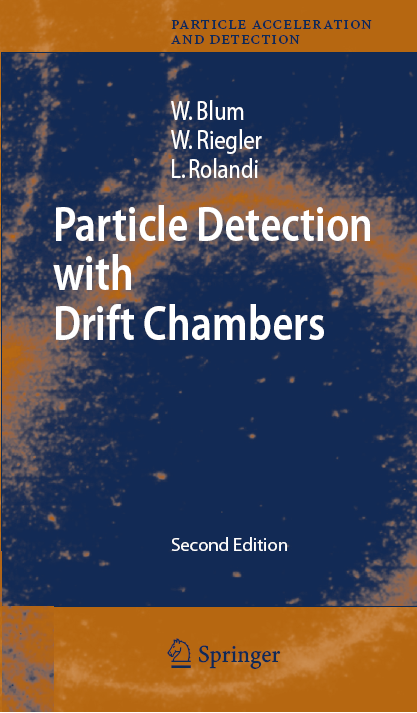 PARTICLE ACCELERATION
AND DETECTION
W. Blum
W. Riegler
L. Rolandi
Particle Detection
with
Drift Chambers
Second Edition
Springer